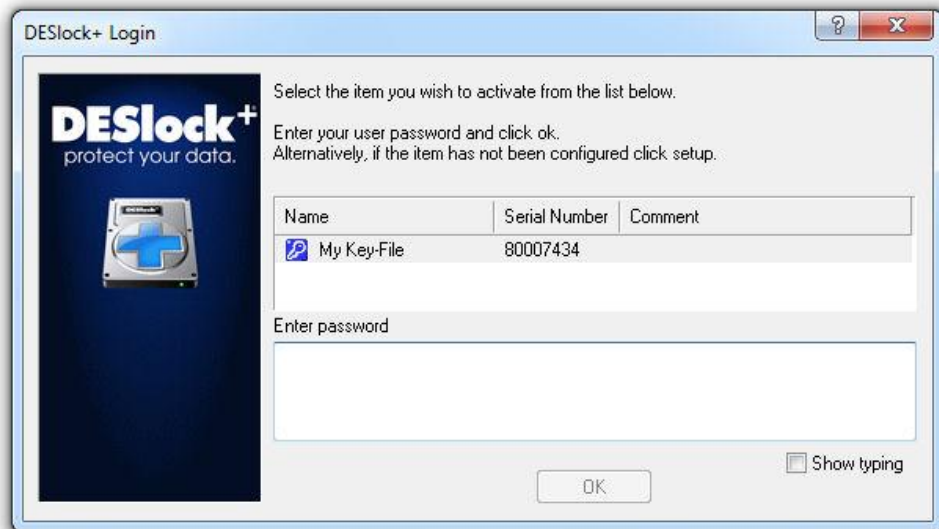 DESlock+ Login
DESlock+
protect your data.
Select the item you wish to activate from the list below.
Enter your user password and click ok.
Alternatively, if the item has not been configured click setup.
Name Serial Number Comment
My Key-File 80007434
Enter password
Show typing
OK